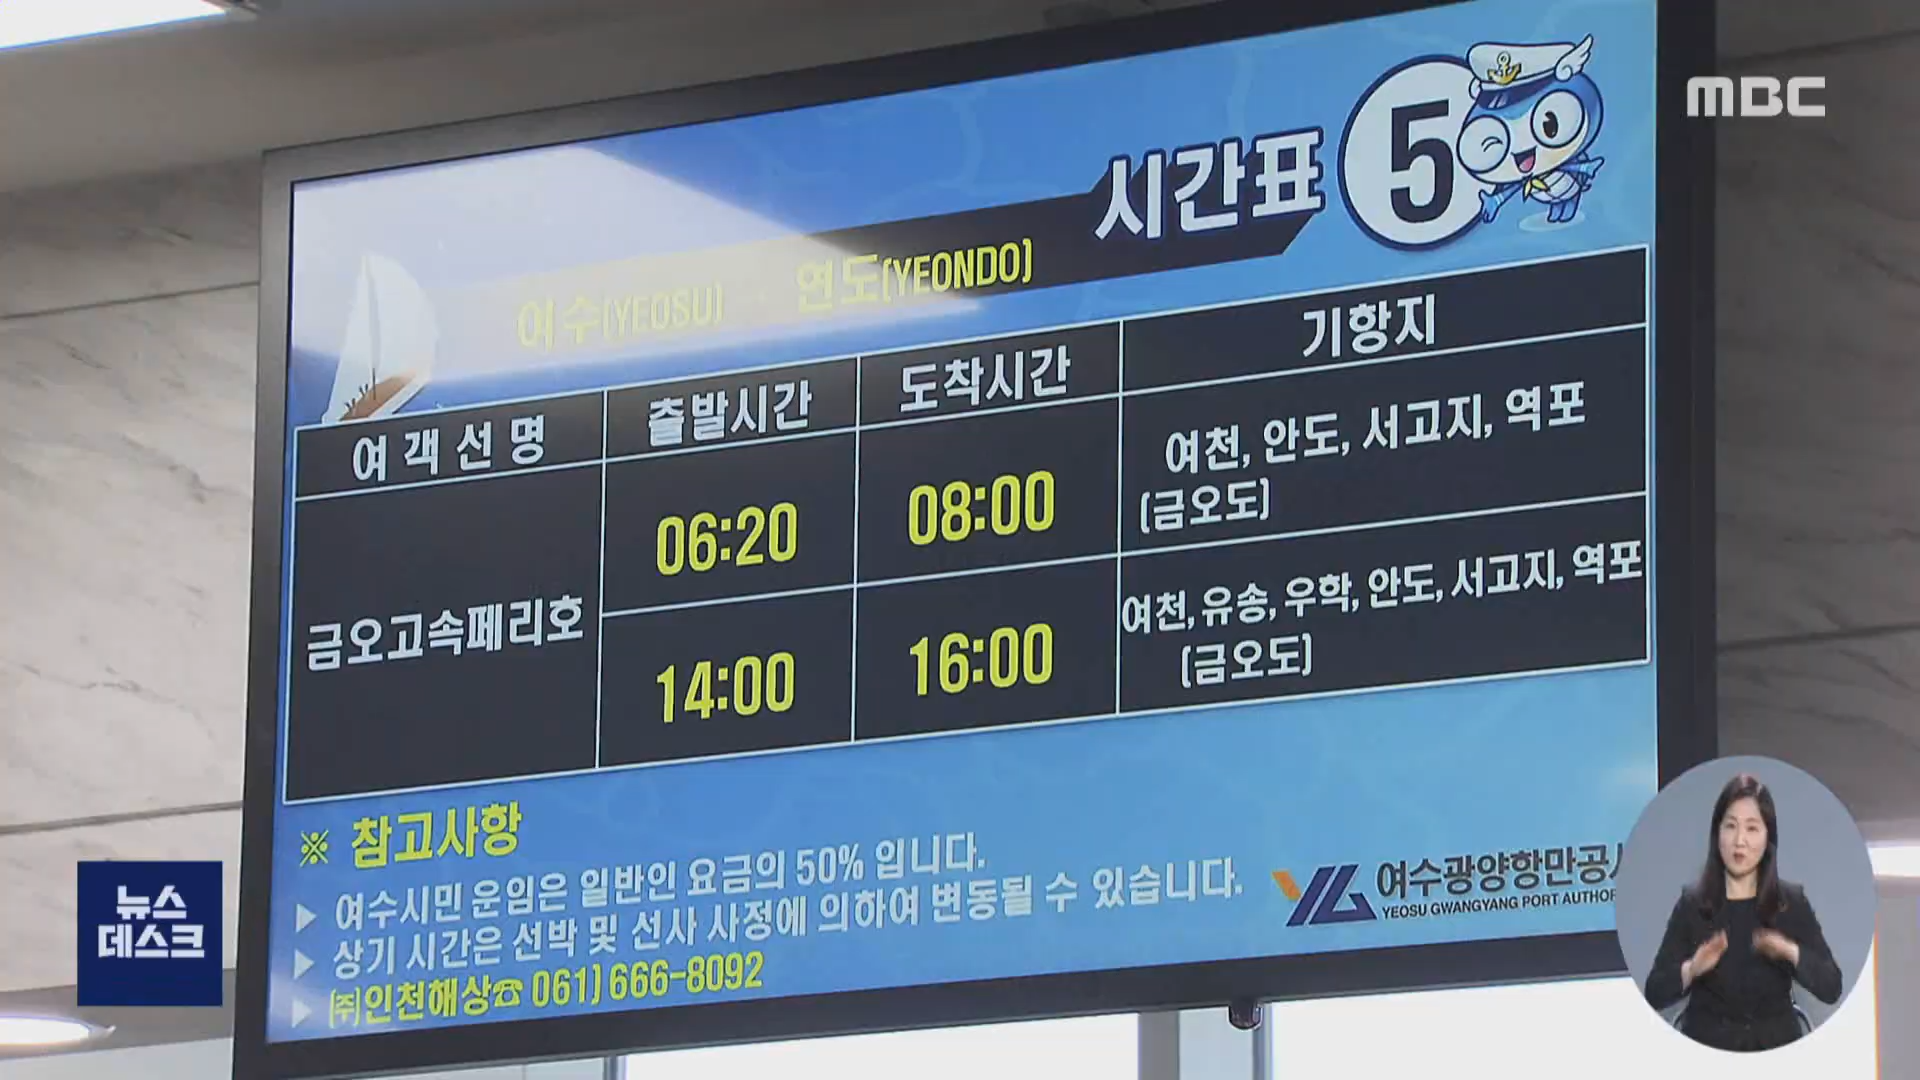 MBC
시간표 5
여수(YEOSU) - 연도(YEONDO)
여객선명 출발시간 도착시간 기항지
금오고속페리호
06:20 08:00 여천, 안도, 서고지, 역포
(금오도)
14:00 16:00 여천, 유송, 우학, 안도, 서고지, 역포
(금오도)
※ 참고사항
▶ 여수시민 운임은 일반인 요금의 50% 입니다.
▶ 상기 시간은 선박 및 선사 사정에 의하여 변동될 수 있습니다.
▶ ㈜인천해상☎ 061) 666-8092
여수광양항만공
YEOSU GWANGYANG PORT AUTHOR
뉴스
데스크